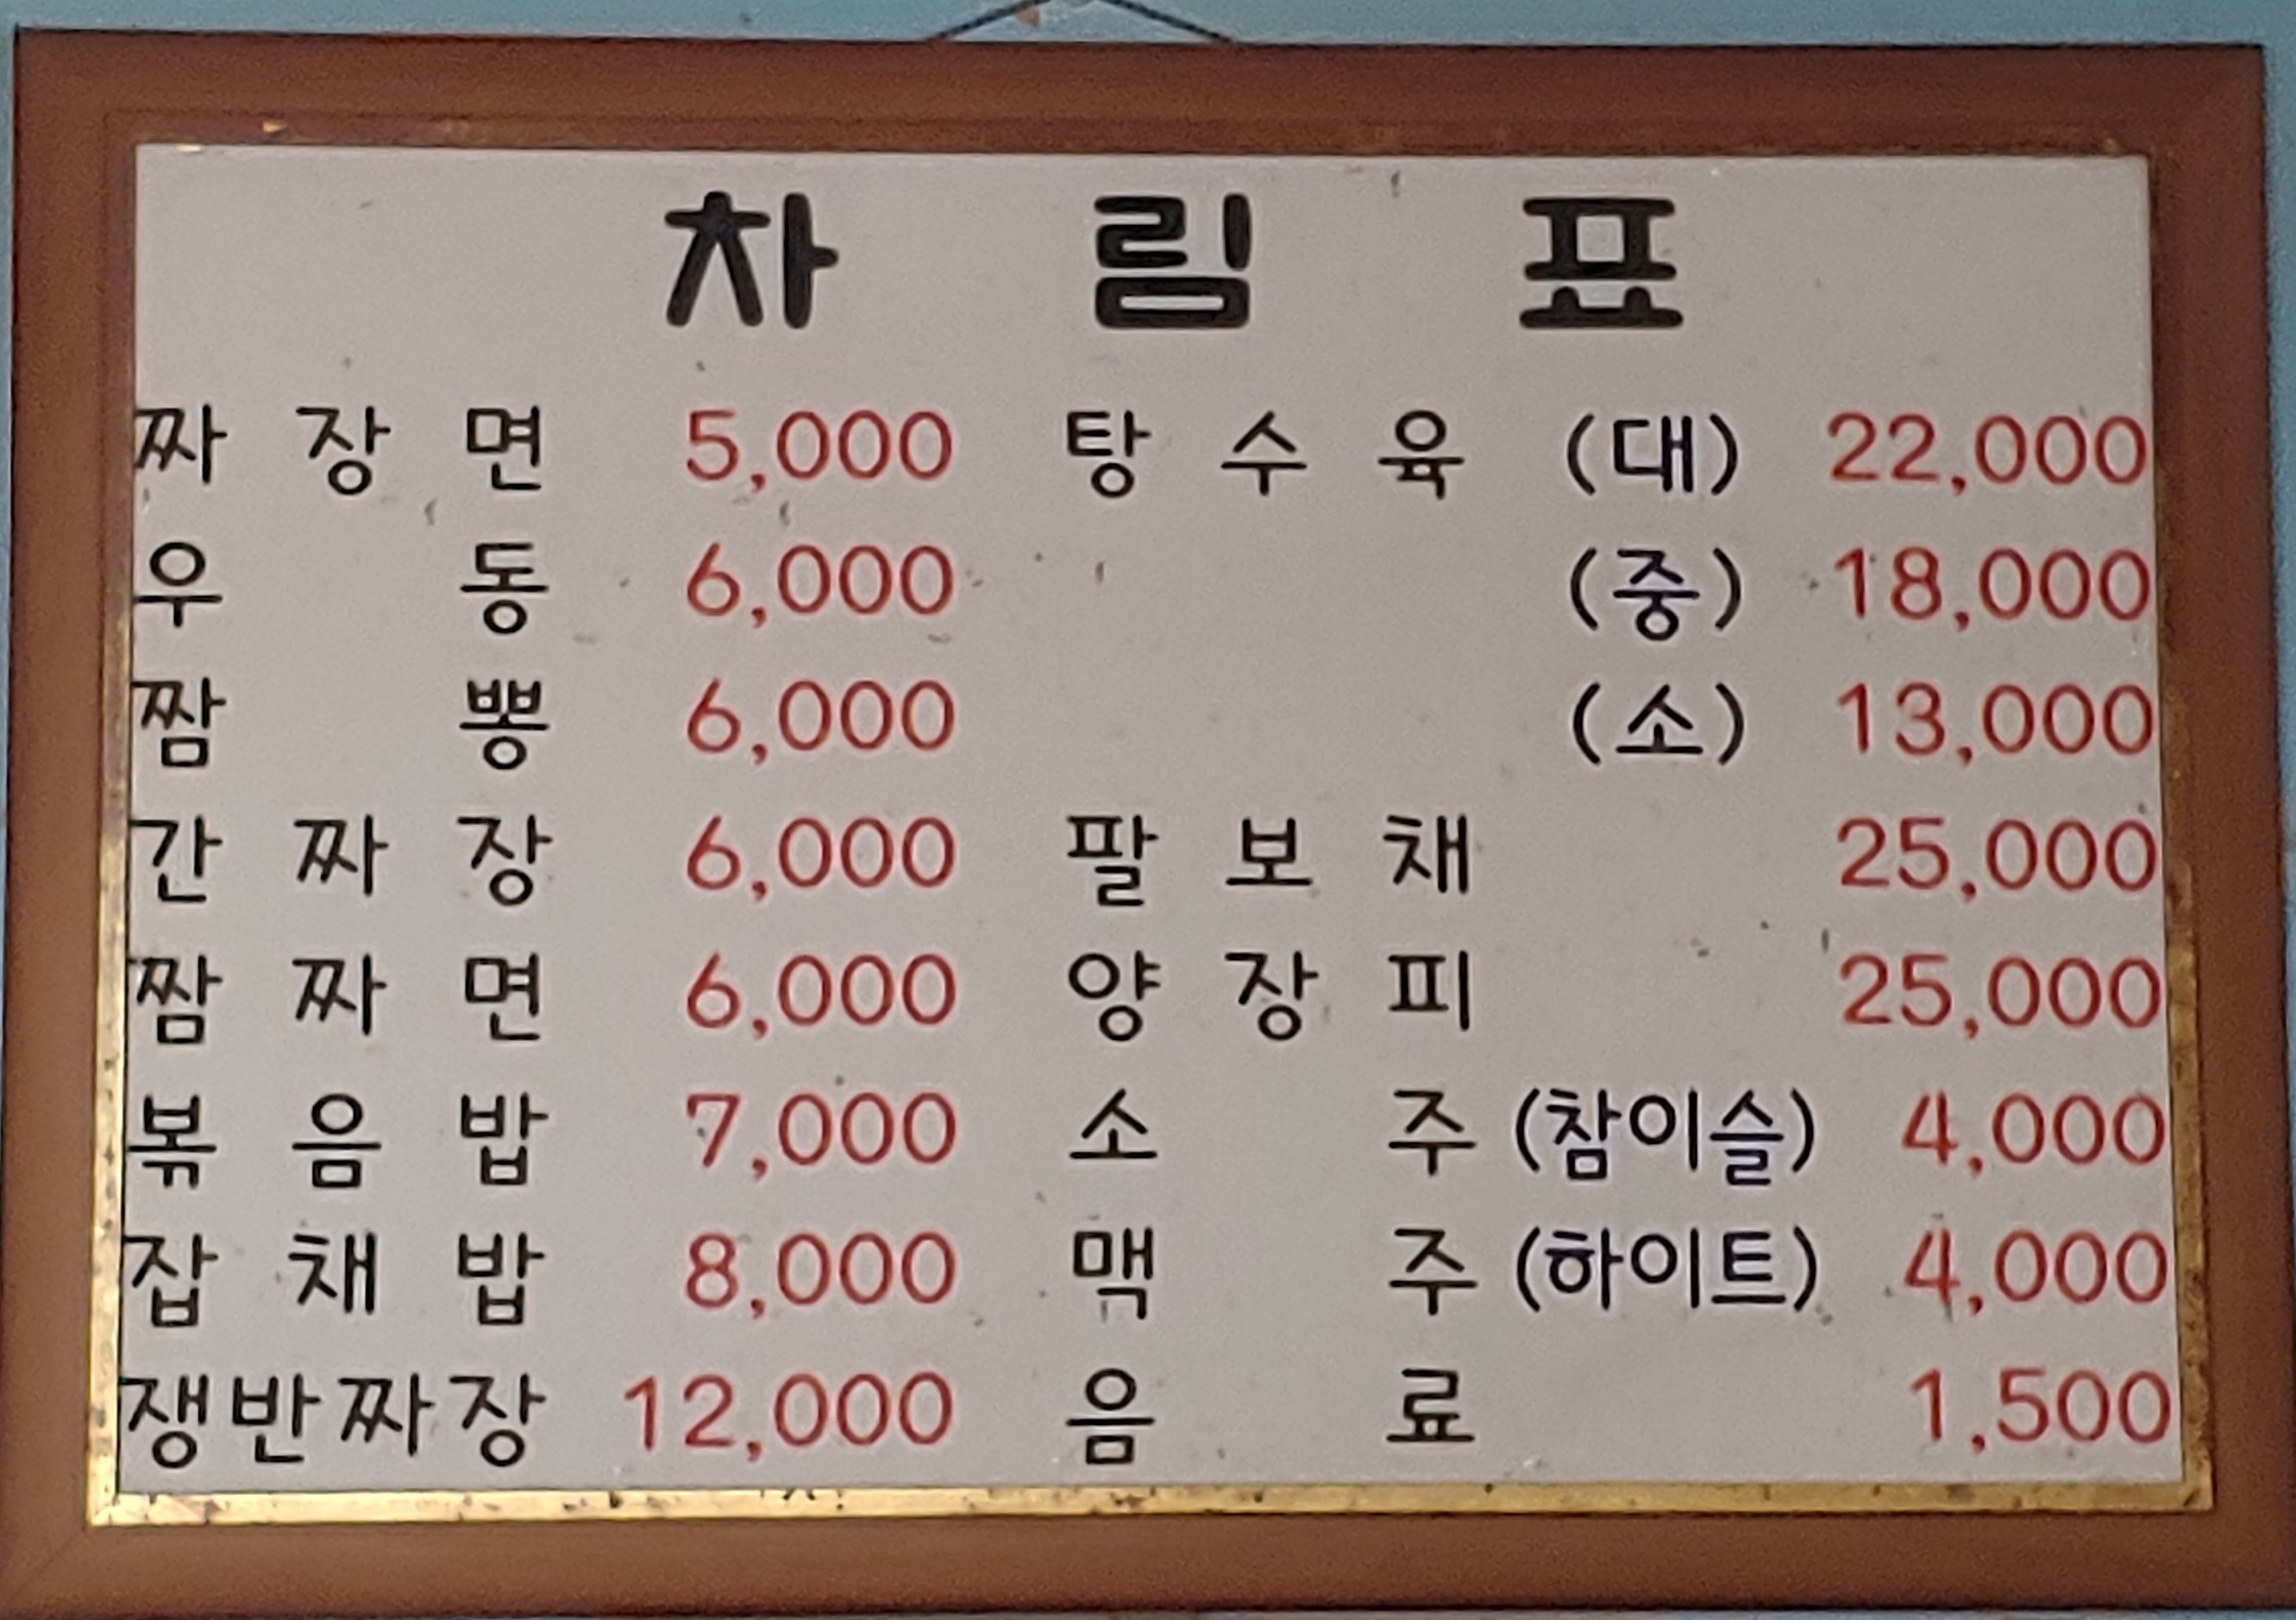 차림표
짜장면 5,000 탕수육 (대) 22,000
우동 6,000 (중) 18,000
짬뽕 6,000 (소) 13,000
간짜장 6,000 팔보채 25,000
짬짜면 6,000 양장피 25,000
볶음밥 7,000 소주 (참이슬) 4,000
잡채밥 8,000 맥주 (하이트) 4,000
쟁반짜장 12,000 음료 1,500